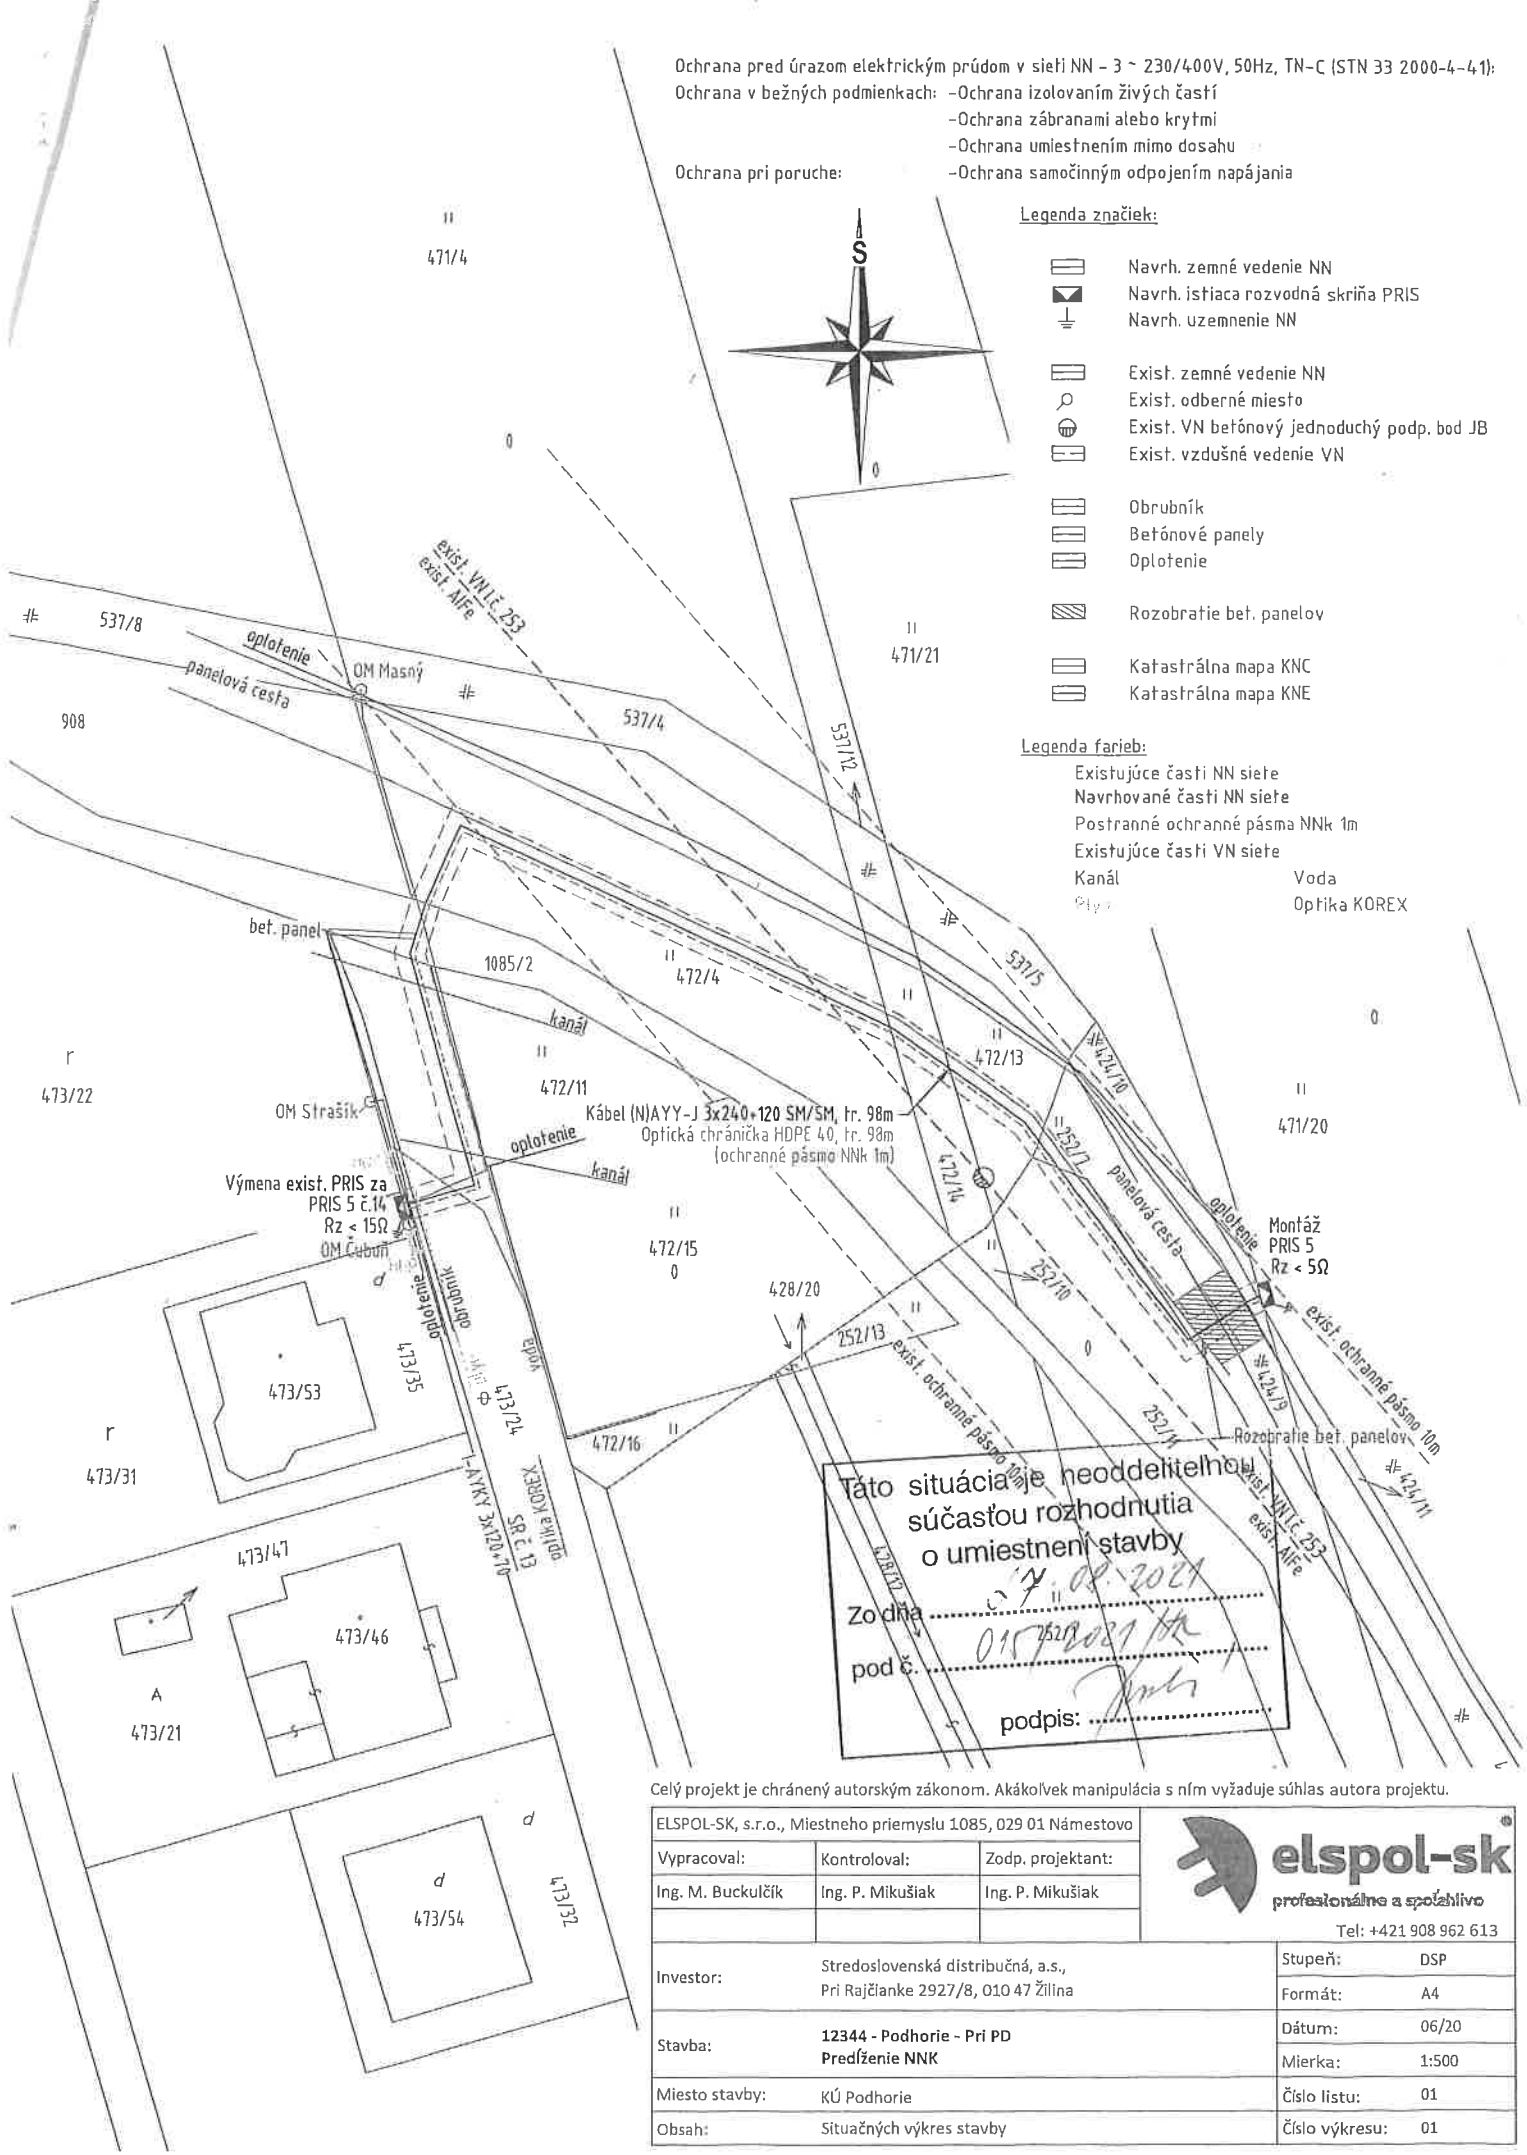 Ochrana pred úrazom elektrickým prúdom v sieti NN - 3 ~ 230/400V, 50Hz, TN-C (STN 33 2000-4-41):
Ochrana v bežných podmienkach: -Ochrana izolovaním živých častí
-Ochrana zábranami alebo krytmi
-Ochrana umiestnením mimo dosahu
Ochrana pri poruche: -Ochrana samočinným odpojením napájania
Legenda značiek:
S
Navrh. zemné vedenie NN
Navrh. istiaca rozvodná skriňa PRIS
Navrh. uzemnenie NN
Exist. zemné vedenie NN
Exist. odberné miesto
Exist. VN betónový jednoduchý podp. bod JB
Exist. vzdušné vedenie VN
Obrubník
Betónové panely
Oplotenie
Rozobratie bet. panelov
Katastrálna mapa KNC
Katastrálna mapa KNE
Legenda farieb:
Existujúce časti NN siete
Navrhované časti NN siete
Postranné ochranné pásma NNk 1m
Existujúce časti VN siete
Kanál Voda
Optika KOREX
471/4
exist. VN l.č. 253
exist. AlFe
537/8
oplotenie
OM Masný
panelová cesta
537/4
908
471/21
537/12
537/5
bet. panel
1085/2
472/4
kanál
472/13
424/10
r
473/22
472/11
OM Strašík
Kábel (N)AYY-J 3x240+120 SM/SM, tr. 98m
Optická chránička HDPE 40, tr. 98m
(ochranné pásmo NNk 1m)
471/20
oplotenie
kanál
252/7
panelová cesta
472/14
Výmena exist. PRIS za
PRIS 5 č.14
Rz < 15Ω
OM Čubuň
oplotenie
Montáž
PRIS 5
Rz < 5Ω
472/15
0
428/20
252/10
252/13
d
oplotenie
obrubník
voda
exist. ochranné pásmo 10m
exist. ochranné pásmo 10m
473/53
473/35
473/24
424/9
252/11
472/16
Rozobratie bet. panelov
424/11
r
473/31
AYKY 3x120+70
SR č. 13
optika KOREX
exist. VN l.č. 253
exist. AlFe
473/47
473/46
A
473/21
428/12
Táto situácia je neoddeliteľnou
súčasťou rozhodnutia
o umiestnení stavby
Zo dňa 07. 08. 2021
pod č. 015/2021
podpis:
d
d
473/54
473/32
Celý projekt je chránený autorským zákonom. Akákoľvek manipulácia s ním vyžaduje súhlas autora projektu.
ELSPOL-SK, s.r.o., Miestneho priemyslu 1085, 029 01 Námestovo
Vypracoval: Kontroloval: Zodp. projektant:
Ing. M. Buckulčík Ing. P. Mikušiak Ing. P. Mikušiak
elspol-sk
profesionálne a spoľahlivo
Tel: +421 908 962 613
Investor: Stredoslovenská distribučná, a.s.,
Pri Rajčianke 2927/8, 010 47 Žilina
Stupeň: DSP
Formát: A4
Stavba: 12344 - Podhorie - Pri PD
Predĺženie NNK
Dátum: 06/20
Mierka: 1:500
Miesto stavby: KÚ Podhorie
Číslo listu: 01
Obsah: Situačných výkres stavby
Číslo výkresu: 01